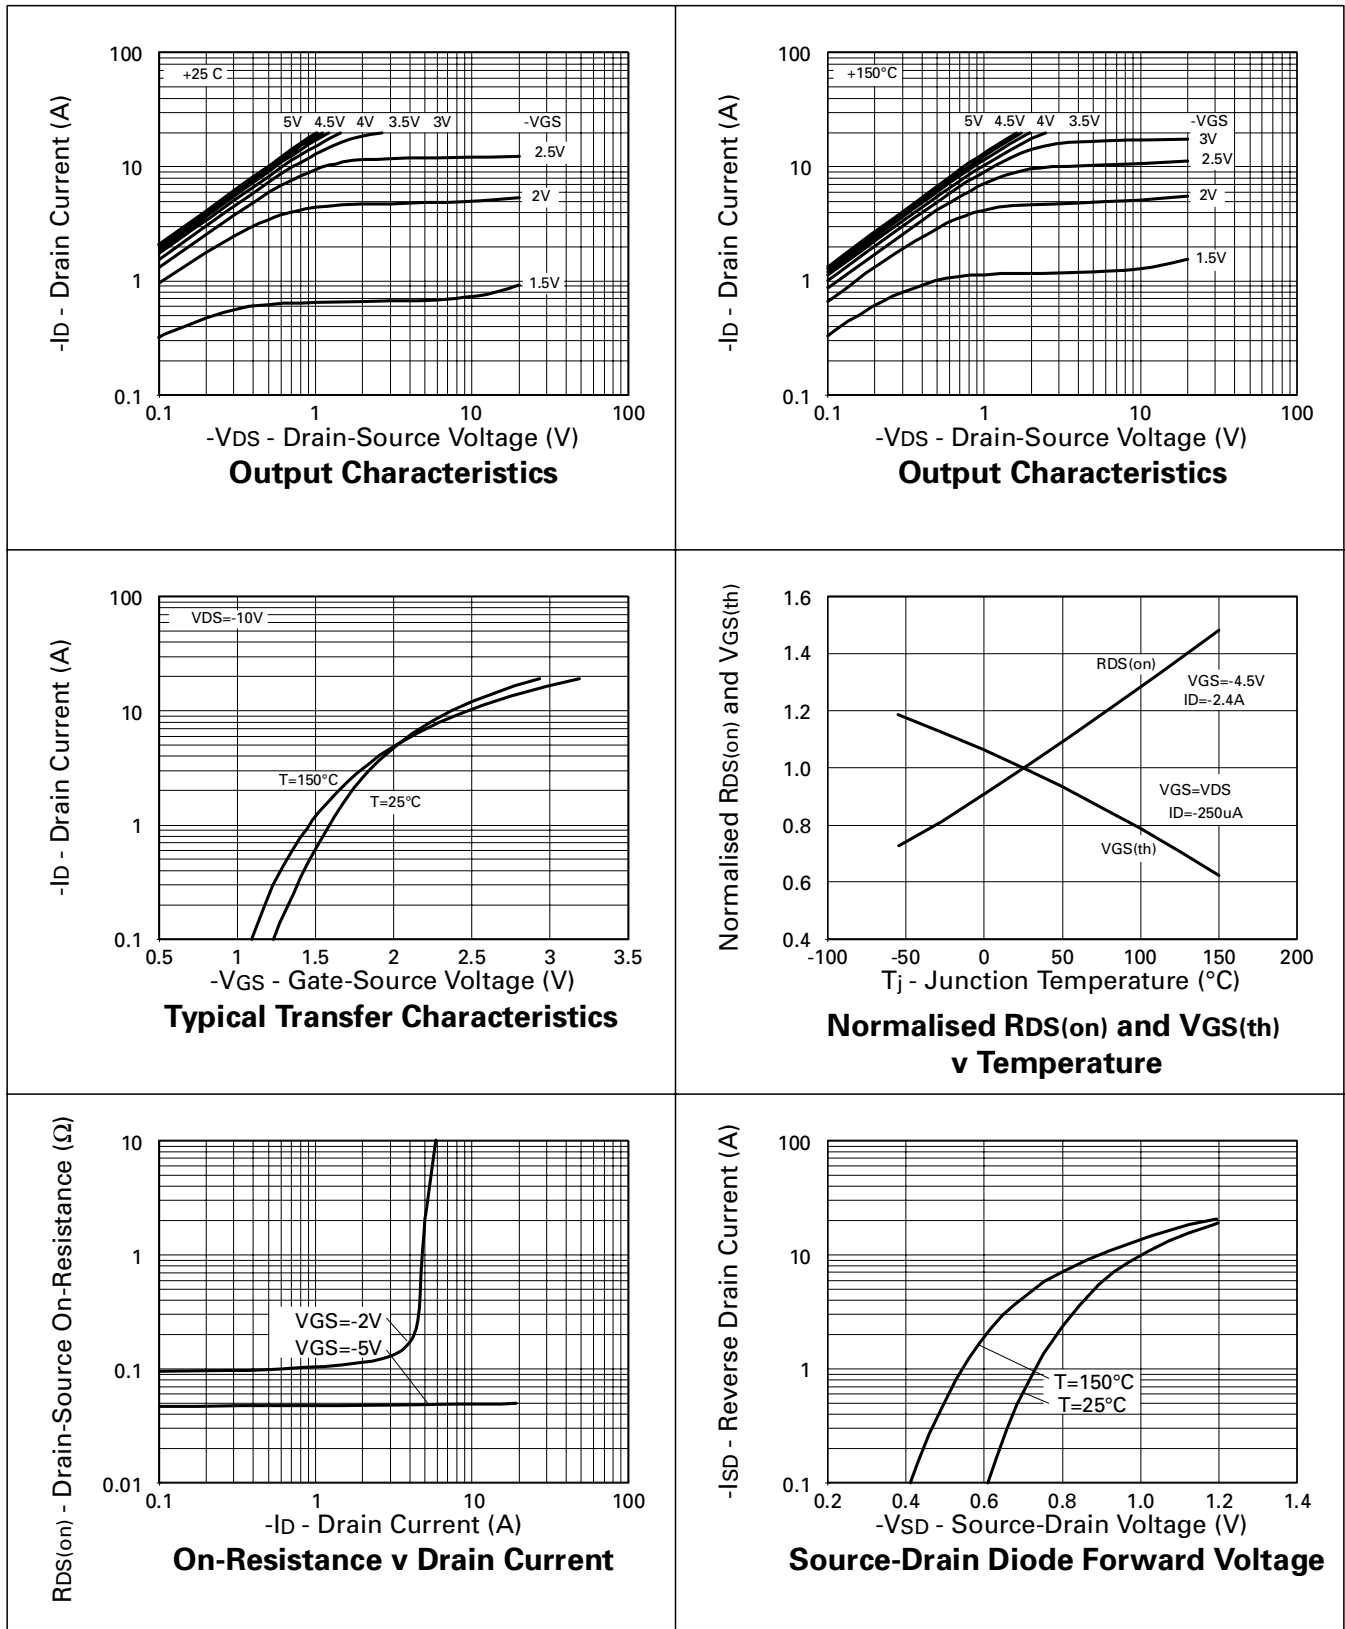 -ID - Drain Current (A)
100
10
1
0.1
+25 C
5V 4.5V 4V 3.5V 3V -VGS
2.5V
2V
1.5V
0.1 1 10 100
-VDS - Drain-Source Voltage (V)
Output Characteristics
-ID - Drain Current (A)
100
10
1
0.1
+150°C
5V 4.5V 4V 3.5V -VGS
3V
2.5V
2V
1.5V
0.1 1 10 100
-VDS - Drain-Source Voltage (V)
Output Characteristics
-ID - Drain Current (A)
100
10
1
0.1
VDS=-10V
T=150°C
T=25°C
0.5 1 1.5 2 2.5 3 3.5
-VGS - Gate-Source Voltage (V)
Typical Transfer Characteristics
Normalised RDS(on) and VGS(th)
1.6
1.4
1.2
1.0
0.8
0.6
0.4
RDS(on)
VGS=-4.5V
ID=-2.4A
VGS=VDS
ID=-250uA
VGS(th)
-100 -50 0 50 100 150 200
Tj - Junction Temperature (°C)
Normalised RDS(on) and VGS(th)
v Temperature
RDS(on) - Drain-Source On-Resistance (Ω)
10
1
0.1
0.01
VGS=-2V
VGS=-5V
0.1 1 10 100
-ID - Drain Current (A)
On-Resistance v Drain Current
-ISD - Reverse Drain Current (A)
100
10
1
0.1
T=150°C
T=25°C
0.2 0.4 0.6 0.8 1.0 1.2 1.4
-VSD - Source-Drain Voltage (V)
Source-Drain Diode Forward Voltage